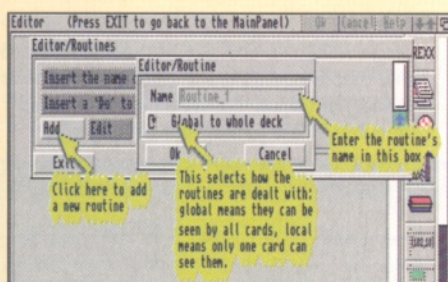 Editor (Press EXIT to go back to the MainPanel) Ok Cancel Help
Editor/Routines
Editor/Routine
REXX
Insert the name
Insert a 'Do' to
Add Edit
Exit
Name Routine_1
Global to whole deck
Ok Cancel
Click here to add
a new routine
This selects how the
routines are dealt with:
global means they can be
seen by all cards, local
means only one card can
see them.
Enter the routine's
name in this box